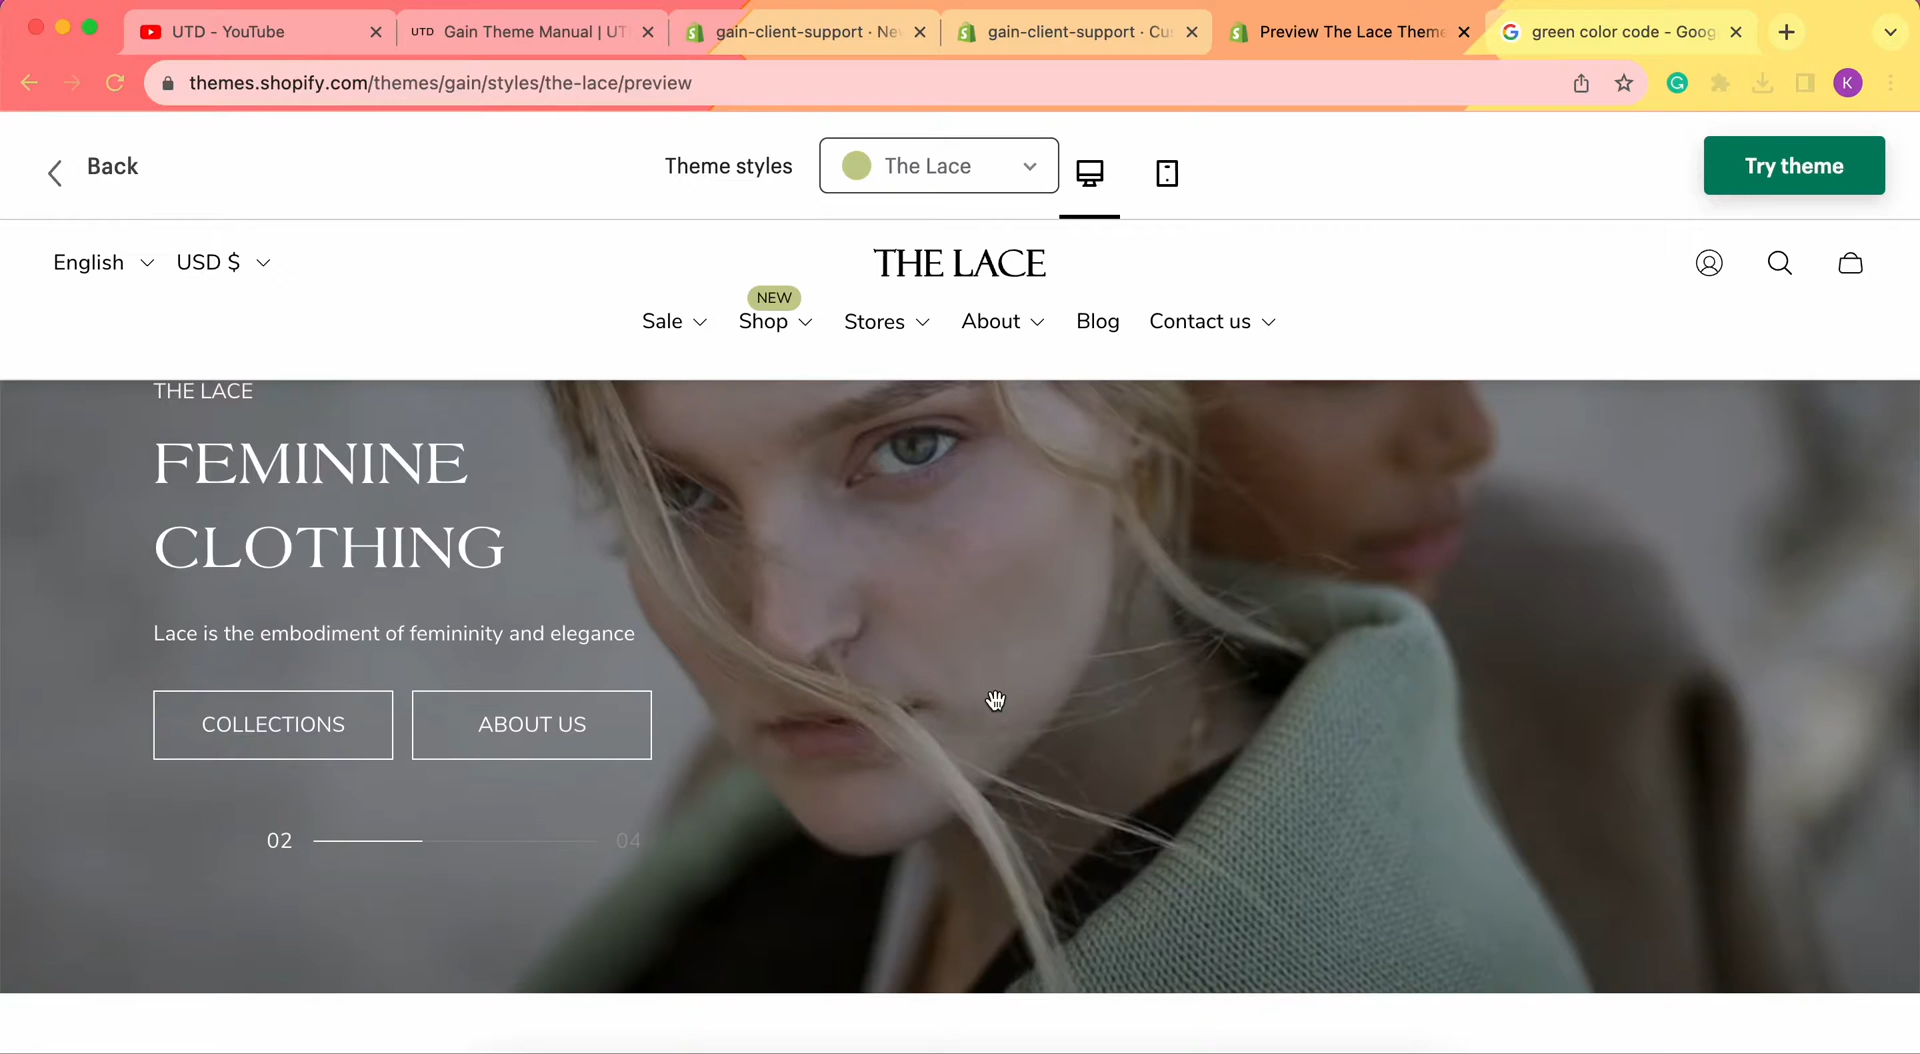 UTD - YouTube
UTD Gain Theme Manual | UT
gain-client-support · Ne
gain-client-support · Cu
Preview The Lace Theme
green color code - Goog
themes.shopify.com/themes/gain/styles/the-lace/preview
K
Back
Theme styles
The Lace
Try theme
English
USD $
THE LACE
NEW
Sale
Shop
Stores
About
Blog
Contact us
THE LACE
FEMININE
CLOTHING
Lace is the embodiment of femininity and elegance
COLLECTIONS
ABOUT US
02
04